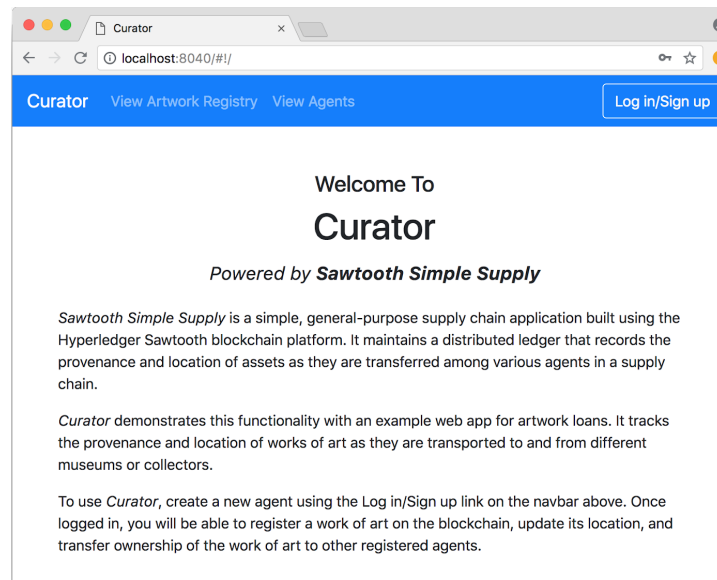 Curator
localhost:8040/#!/
Curator View Artwork Registry View Agents Log in/Sign up
Welcome To
Curator
Powered by Sawtooth Simple Supply
Sawtooth Simple Supply is a simple, general-purpose supply chain application built using the
Hyperledger Sawtooth blockchain platform. It maintains a distributed ledger that records the
provenance and location of assets as they are transferred among various agents in a supply
chain.
Curator demonstrates this functionality with an example web app for artwork loans. It tracks
the provenance and location of works of art as they are transported to and from different
museums or collectors.
To use Curator, create a new agent using the Log in/Sign up link on the navbar above. Once
logged in, you will be able to register a work of art on the blockchain, update its location, and
transfer ownership of the work of art to other registered agents.